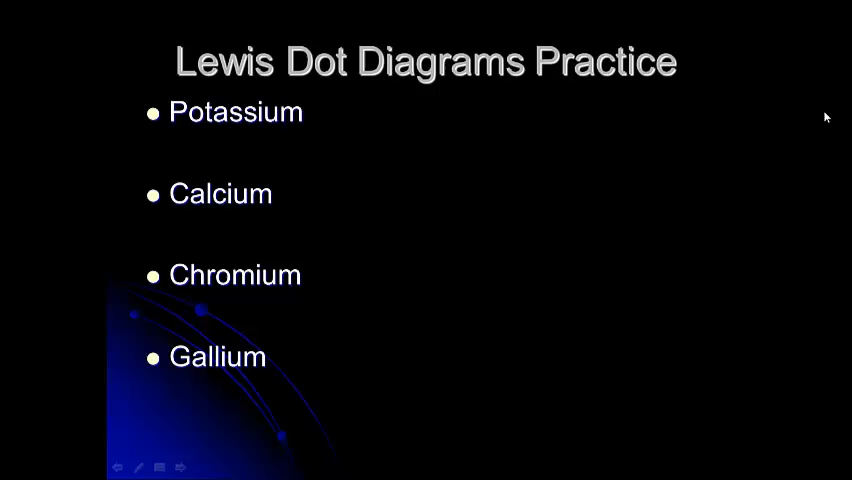 Lewis Dot Diagrams Practice
Potassium
Calcium
Chromium
Gallium